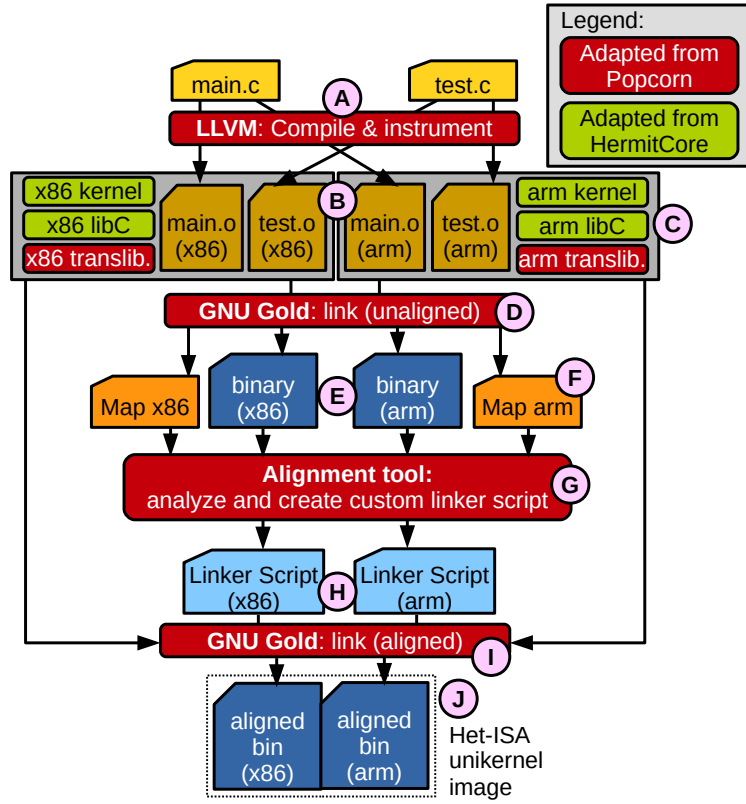 Legend:
Adapted from
Popcorn
Adapted from
HermitCore
main.c
test.c
A
LLVM: Compile & instrument
x86 kernel
x86 libC
x86 translib.
main.o
(x86)
test.o
(x86)
B
main.o
(arm)
test.o
(arm)
arm kernel
arm libC
arm translib.
C
GNU Gold: link (unaligned)
D
Map x86
binary
(x86)
E
binary
(arm)
Map arm
F
Alignment tool:
analyze and create custom linker script
G
Linker Script
(x86)
H
Linker Script
(arm)
GNU Gold: link (aligned)
I
aligned
bin
(x86)
aligned
bin
(arm)
J
Het-ISA
unikernel
image